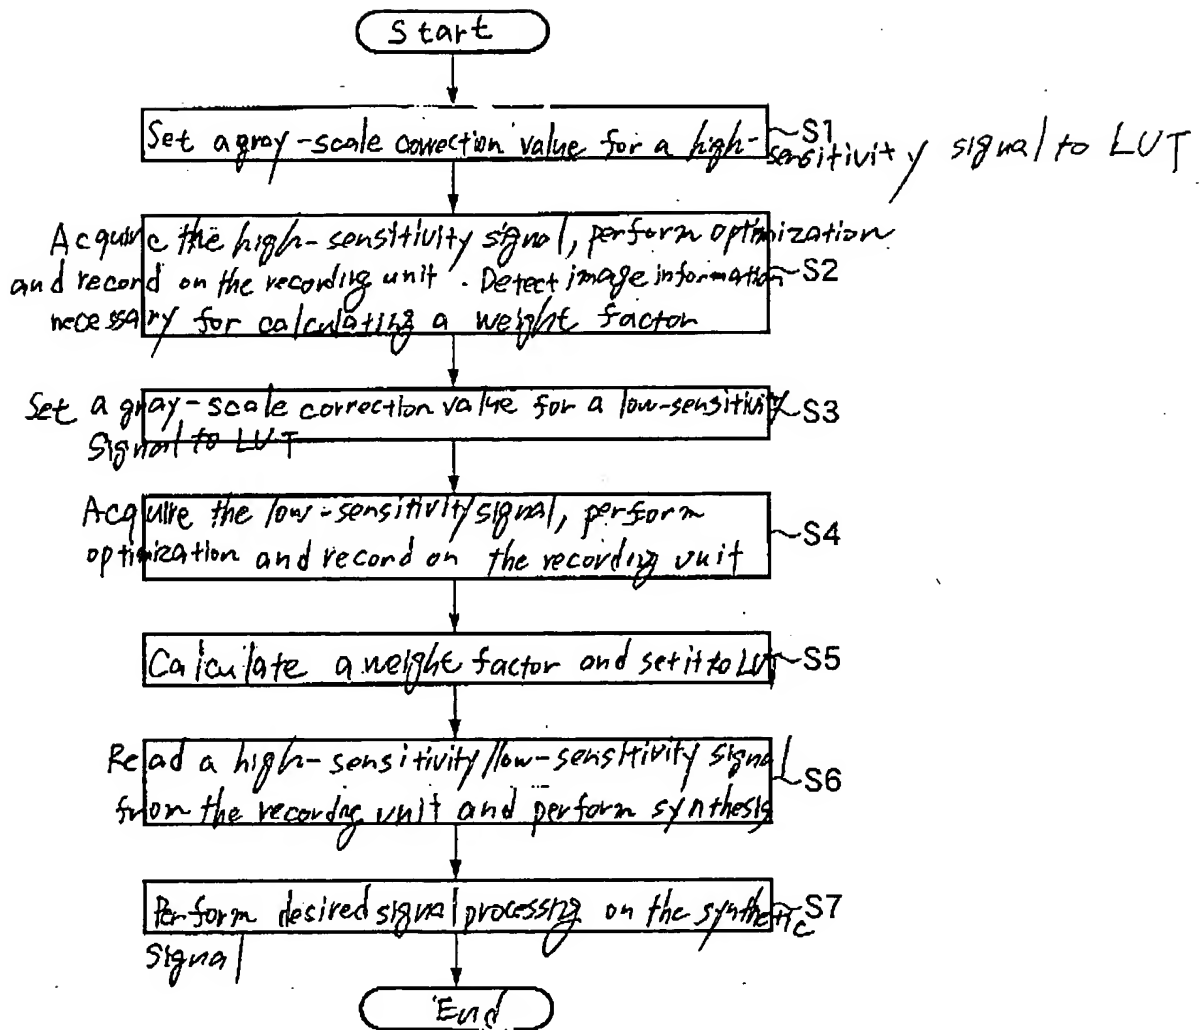 Start
Set a gray-scale correction value for a high-sensitivity signal to LUT
S1
Acquire the high-sensitivity signal, perform optimization
and record on the recording unit. Detect image information
necessary for calculating a weight factor
S2
Set a gray-scale correction value for a low-sensitivity
signal to LUT
S3
Acquire the low-sensitivity signal, perform
optimization and record on the recording unit
S4
Calculate a weight factor and set it to LUT
S5
Read a high-sensitivity/low-sensitivity signal
from the recording unit and perform synthesis
S6
Perform desired signal processing on the synthetic
signal
S7
End